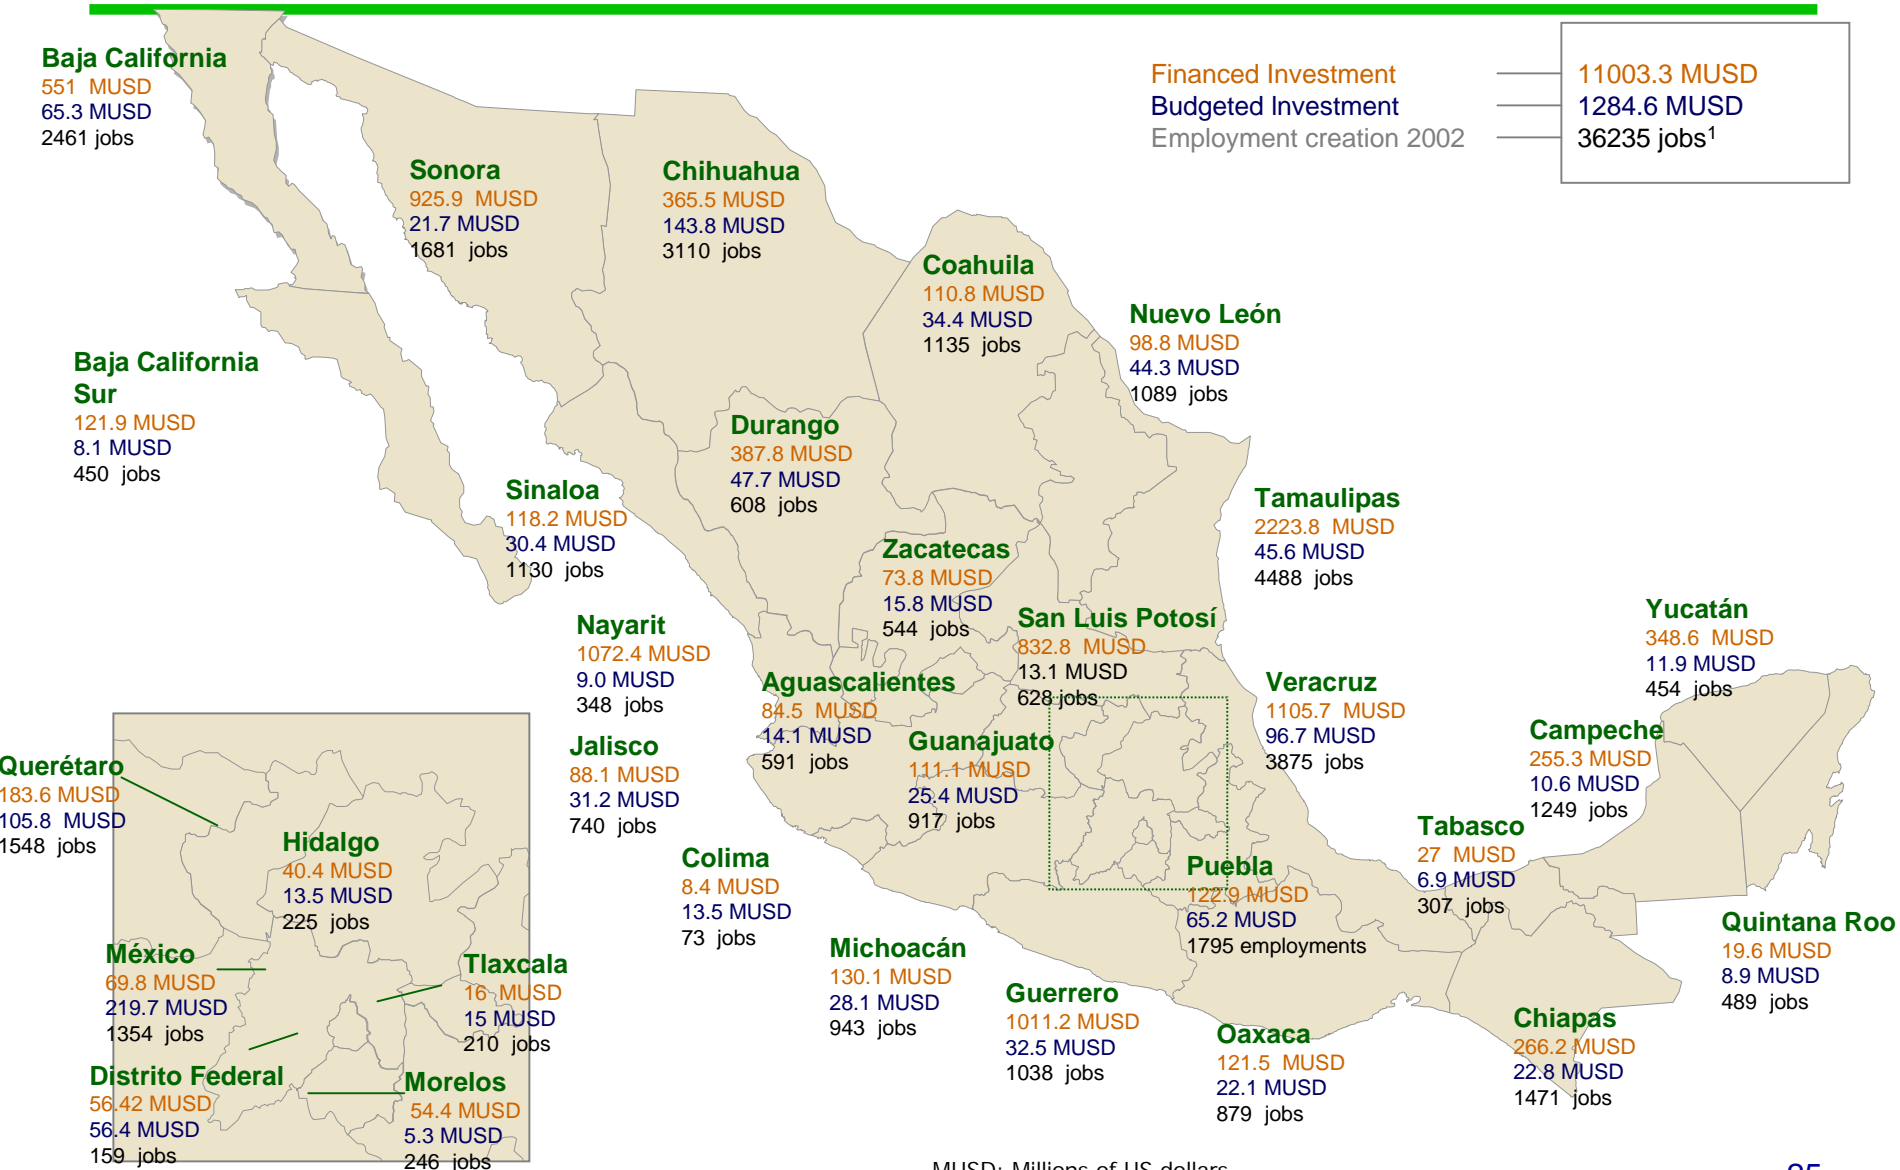 Baja California
551 MUSD
65.3 MUSD
2461 jobs
Financed Investment
11003.3 MUSD
Budgeted Investment
1284.6 MUSD
Employment creation 2002
36235 jobs1
Sonora
925.9 MUSD
21.7 MUSD
1681 jobs
Chihuahua
365.5 MUSD
143.8 MUSD
3110 jobs
Coahuila
110.8 MUSD
34.4 MUSD
1135 jobs
Nuevo León
98.8 MUSD
44.3 MUSD
1089 jobs
Baja California
Sur
121.9 MUSD
8.1 MUSD
450 jobs
Durango
387.8 MUSD
47.7 MUSD
608 jobs
Sinaloa
118.2 MUSD
30.4 MUSD
1130 jobs
Tamaulipas
2223.8 MUSD
45.6 MUSD
4488 jobs
Zacatecas
73.8 MUSD
15.8 MUSD
544 jobs
San Luis Potosí
832.8 MUSD
13.1 MUSD
628 jobs
Yucatán
348.6 MUSD
11.9 MUSD
454 jobs
Nayarit
1072.4 MUSD
9.0 MUSD
348 jobs
Aguascalientes
84.5 MUSD
14.1 MUSD
591 jobs
Veracruz
1105.7 MUSD
96.7 MUSD
3875 jobs
Campeche
255.3 MUSD
10.6 MUSD
1249 jobs
Jalisco
88.1 MUSD
31.2 MUSD
740 jobs
Guanajuato
111.1 MUSD
25.4 MUSD
917 jobs
Querétaro
183.6 MUSD
105.8 MUSD
1548 jobs
Hidalgo
40.4 MUSD
13.5 MUSD
225 jobs
Colima
8.4 MUSD
13.5 MUSD
73 jobs
Puebla
122.9 MUSD
65.2 MUSD
1795 employments
Tabasco
27 MUSD
6.9 MUSD
307 jobs
Quintana Roo
19.6 MUSD
8.9 MUSD
489 jobs
México
69.8 MUSD
219.7 MUSD
1354 jobs
Tlaxcala
16 MUSD
15 MUSD
210 jobs
Michoacán
130.1 MUSD
28.1 MUSD
943 jobs
Guerrero
1011.2 MUSD
32.5 MUSD
1038 jobs
Oaxaca
121.5 MUSD
22.1 MUSD
879 jobs
Chiapas
266.2 MUSD
22.8 MUSD
1471 jobs
Distrito Federal
56.42 MUSD
56.4 MUSD
159 jobs
Morelos
54.4 MUSD
5.3 MUSD
246 jobs
MUSD: Millions of US dollars
25